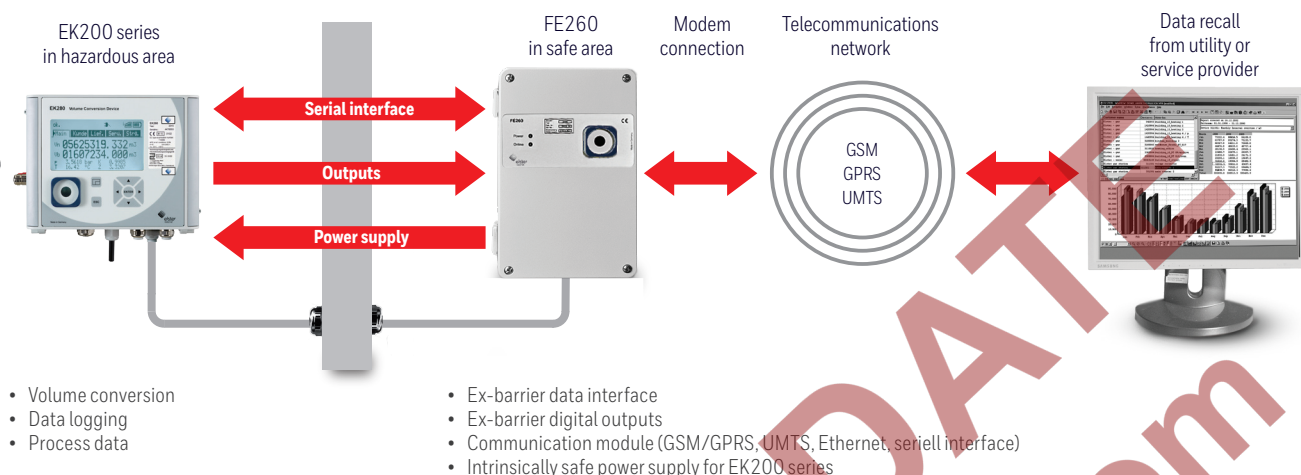 EK200 series
in hazardous area
FE260
in safe area
Modem
connection
Telecommunications
network
Data recall
from utility or
service provider
Serial interface
Outputs
Power supply
EK280 Volume Conversion Device
05625319.332
01607234.000
FE260
Power
Online
GSM
GPRS
UMTS
• Volume conversion
• Data logging
• Process data
• Ex-barrier data interface
• Ex-barrier digital outputs
• Communication module (GSM/GPRS, UMTS, Ethernet, seriell interface)
• Intrinsically safe power supply for EK200 series
DATE
om